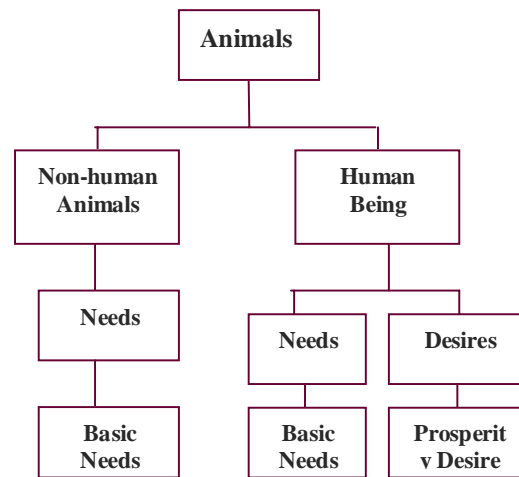 Animals
Non-human
Animals
Human
Being
Needs
Needs
Desires
Basic
Needs
Basic
Needs
Prosperit
y Desire